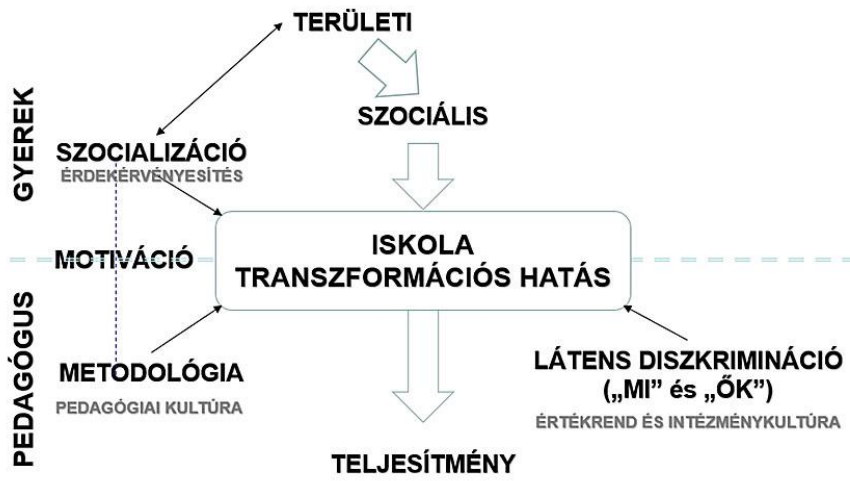 TERÜLETI
SZOCIÁLIS
GYEREK
SZOCIALIZÁCIÓ
ÉRDEKÉRVÉNYESÍTÉS
ISKOLA
TRANSZFORMÁCIÓS HATÁS
MOTIVÁCIÓ
PEDAGÓGUS
METODOLÓGIA
PEDAGÓGIAI KULTÚRA
LÁTENS DISZKRIMINÁCIÓ
(„MI” és „ŐK”)
ÉRTÉKREND ÉS INTÉZMÉNYKULTÚRA
TELJESÍTMÉNY